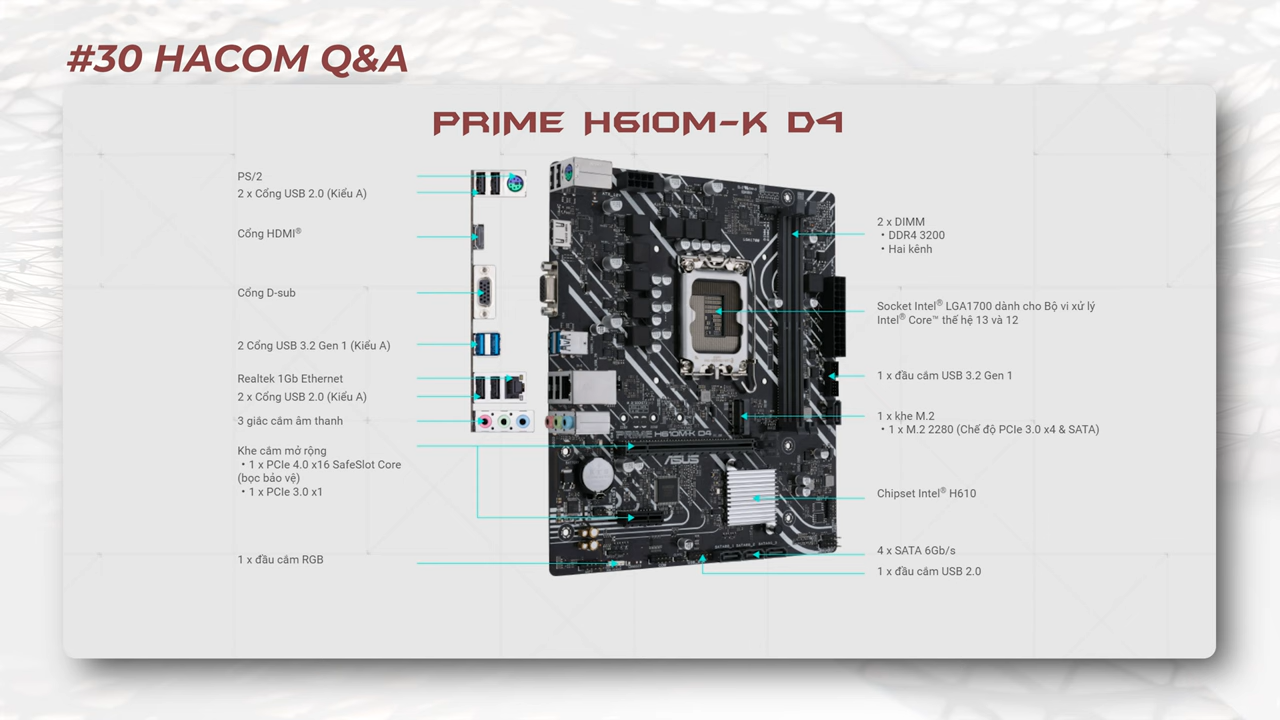 #30 HACOM Q&A
PRIME H610M-K D4
PS/2
2 x Cổng USB 2.0 (Kiểu A)
Cổng HDMI®
Cổng D-sub
2 Cổng USB 3.2 Gen 1 (Kiểu A)
Realtek 1Gb Ethernet
2 x Cổng USB 2.0 (Kiểu A)
3 giắc cắm âm thanh
Khe cắm mở rộng
• 1 x PCIe 4.0 x16 SafeSlot Core
(bọc bảo vệ)
• 1 x PCIe 3.0 x1
1 x đầu cắm RGB
2 x DIMM
• DDR4 3200
• Hai kênh
Socket Intel® LGA1700 dành cho Bộ vi xử lý
Intel® Core™ thế hệ 13 và 12
1 x đầu cắm USB 3.2 Gen 1
1 x khe M.2
• 1 x M.2 2280 (Chế độ PCIe 3.0 x4 & SATA)
Chipset Intel® H610
4 x SATA 6Gb/s
1 x đầu cắm USB 2.0
PRIME H610M-K D4
ASUS